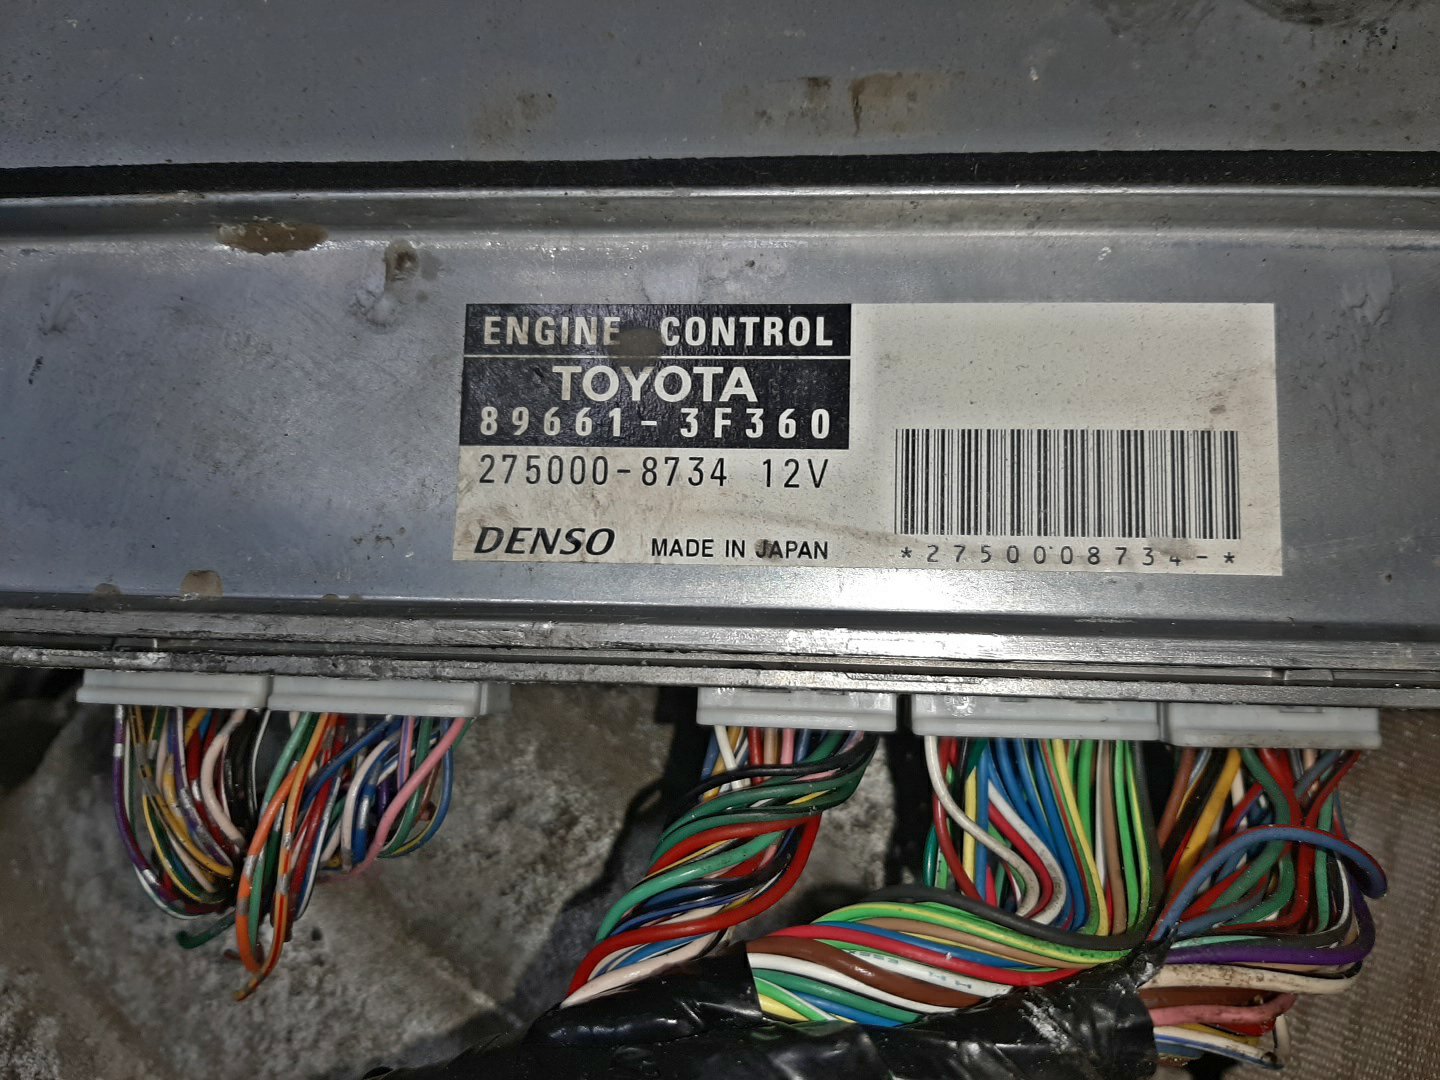 ENGINE CONTROL
TOYOTA
89661-3F360
275000-8734 12V
DENSO MADE IN JAPAN
*2750008734-*